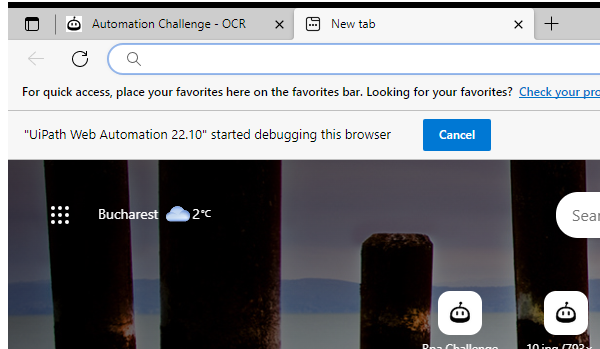 Automation Challenge - OCR
New tab
For quick access, place your favorites here on the favorites bar. Looking for your favorites? Check your pro
"UiPath Web Automation 22.10" started debugging this browser
Cancel
Bucharest 2°C
Sear
Rpa Challenge
10.jpg (793×